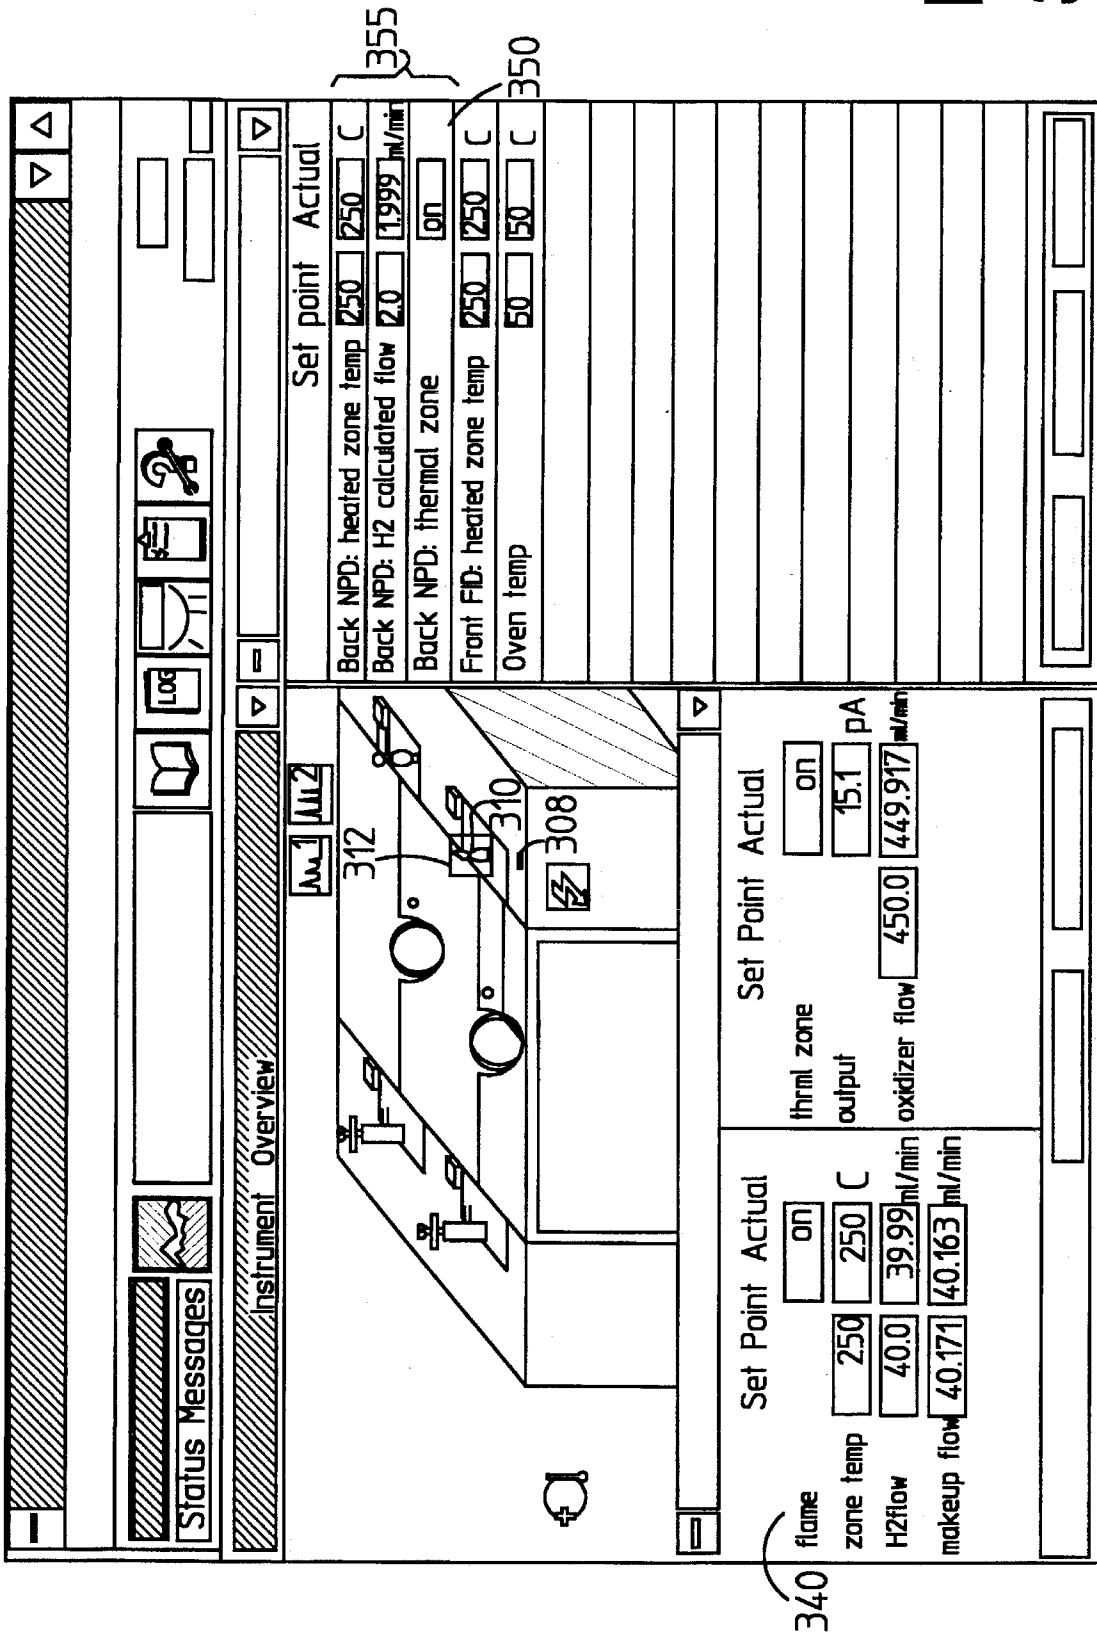 Status Messages
LOG
355
Instrument Overview
1
2
312
310
308
Set point Actual
Back NPD: heated zone temp 250 250 C
Back NPD: H2 calculated flow 2.0 1.999 ml/min
Back NPD: thermal zone on
Front FID: heated zone temp 250 250 C
Oven temp 50 50 C
350
340
Set Point Actual
flame on
zone temp 250 250 C
H2flow 40.0 39.99 ml/min
makeup flow 40.171 40.163 ml/min
Set Point Actual
thrml zone on
output 15.1 pA
oxidizer flow 450.0 449.917 ml/min